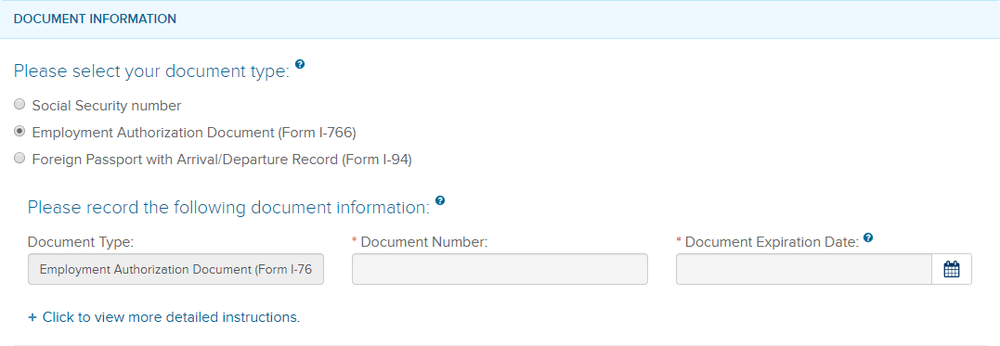 DOCUMENT INFORMATION
Please select your document type: ?
Social Security number
Employment Authorization Document (Form I-766)
Foreign Passport with Arrival/Departure Record (Form I-94)
Please record the following document information: ?
Document Type: * Document Number: * Document Expiration Date: ?
Employment Authorization Document (Form I-76
+ Click to view more detailed instructions.